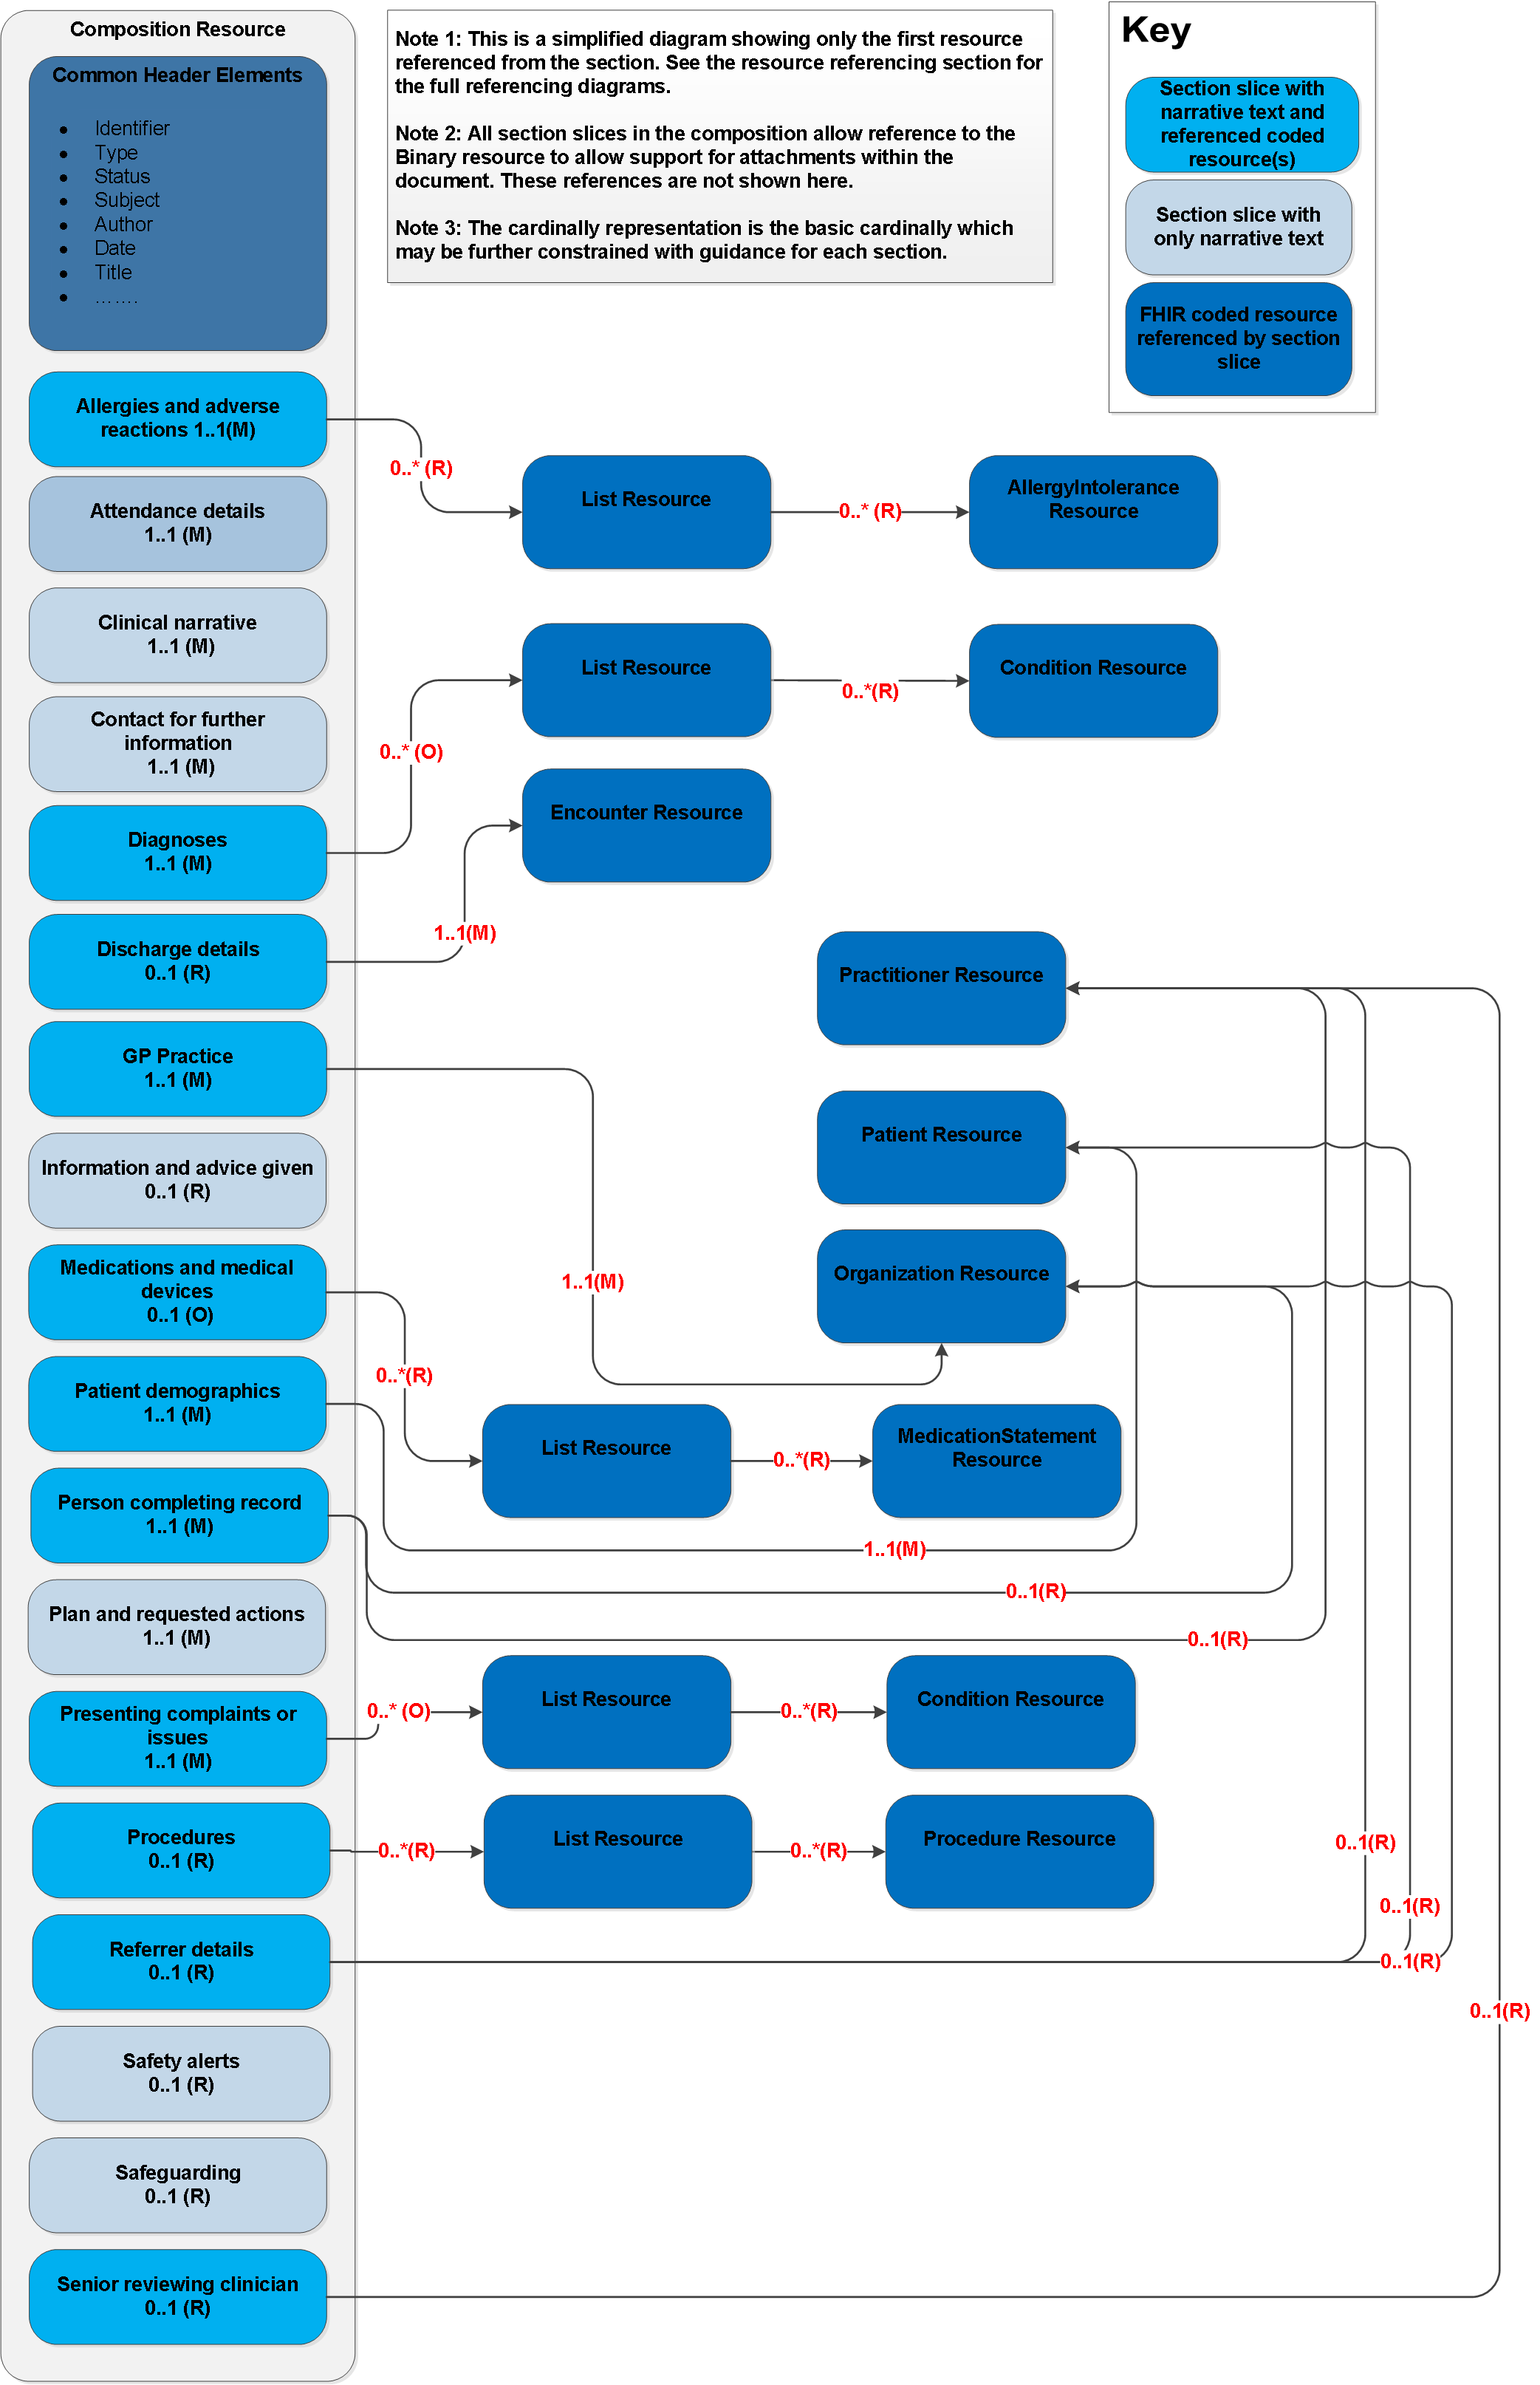 Composition Resource
Common Header Elements
● Identifier
● Type
● Status
● Subject
● Author
● Date
● Title
● …….
Note 1: This is a simplified diagram showing only the first resource
referenced from the section. See the resource referencing section for
the full referencing diagrams.
Note 2: All section slices in the composition allow reference to the
Binary resource to allow support for attachments within the
document. These references are not shown here.
Note 3: The cardinally representation is the basic cardinally which
may be further constrained with guidance for each section.
Key
Section slice with
narrative text and
referenced coded
resource(s)
Section slice with
only narrative text
FHIR coded resource
referenced by section
slice
Allergies and adverse
reactions 1..1(M)
0..* (R)
List Resource
0..* (R)
AllergyIntolerance
Resource
Attendance details
1..1 (M)
Clinical narrative
1..1 (M)
List Resource
0..*(R)
Condition Resource
Contact for further
information
1..1 (M)
0..* (O)
Diagnoses
1..1 (M)
Encounter Resource
Discharge details
0..1 (R)
1..1(M)
Practitioner Resource
GP Practice
1..1 (M)
Patient Resource
Information and advice given
0..1 (R)
Medications and medical
devices
0..1 (O)
1..1(M)
Organization Resource
Patient demographics
1..1 (M)
0..*(R)
List Resource
0..*(R)
MedicationStatement
Resource
Person completing record
1..1 (M)
1..1(M)
0..1(R)
0..1(R)
Plan and requested actions
1..1 (M)
Presenting complaints or
issues
1..1 (M)
0..* (O)
List Resource
0..*(R)
Condition Resource
Procedures
0..1 (R)
0..*(R)
List Resource
0..*(R)
Procedure Resource
0..1(R)
0..1(R)
Referrer details
0..1 (R)
0..1(R)
0..1(R)
Safety alerts
0..1 (R)
Safeguarding
0..1 (R)
Senior reviewing clinician
0..1 (R)